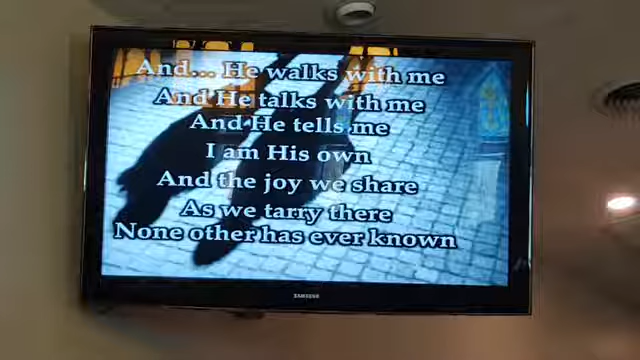 And... He walks with me
And He talks with me
And He tells me
I am His own
And the joy we share
As we tarry there
None other has ever known
SAMSUNG